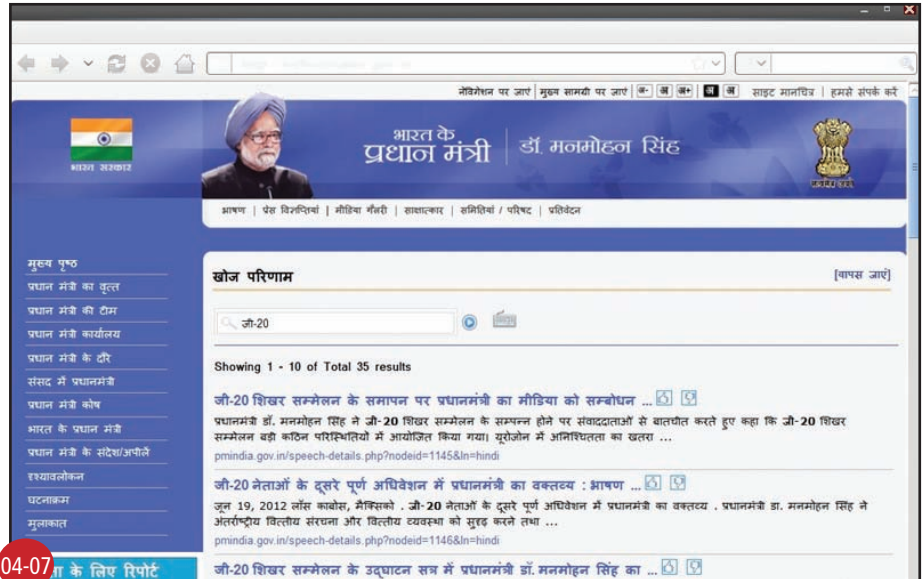 नेविगेशन पर जाएं | मुख्य सामग्री पर जाएं | अ- अ अ+ | अ अ साइट मानचित्र | हमसे संपर्क करें
भारत सरकार
भारत के
प्रधान मंत्री
डॉ. मनमोहन सिंह
सत्यमेव जयते
भाषण | प्रेस विज्ञप्तियां | मीडिया गैलरी | साक्षात्कार | समितियां / परिषद | प्रतिवेदन
मुख्य पृष्ठ
प्रधान मंत्री का वृत्त
प्रधान मंत्री की टीम
प्रधान मंत्री कार्यालय
प्रधान मंत्री के दौरे
संसद में प्रधानमंत्री
प्रधान मंत्री कोष
भारत के प्रधान मंत्री
प्रधान मंत्री के संदेश/अपीलें
दृश्यावलोकन
घटनाक्रम
मुलाकात
के लिए रिपोर्ट
खोज परिणाम
[वापस जाएं]
जी-20
Showing 1 - 10 of Total 35 results
जी-20 शिखर सम्मेलन के समापन पर प्रधानमंत्री का मीडिया को सम्बोधन ...
प्रधानमंत्री डॉ. मनमोहन सिंह ने जी-20 शिखर सम्मेलन के सम्पन्न होने पर संवाददाताओं से बातचीत करते हुए कहा कि जी-20 शिखर
सम्मेलन बड़ी कठिन परिस्थितियों में आयोजित किया गया। यूरोजोन में अनिश्चितता का खतरा ...
pmindia.gov.in/speech-details.php?nodeid=1145&ln=hindi
जी-20 नेताओं के दूसरे पूर्ण अधिवेशन में प्रधानमंत्री का वक्तव्य : भाषण ...
जून 19, 2012 लॉस काबोस, मैक्सिको . जी-20 नेताओं के दूसरे पूर्ण अधिवेशन में प्रधानमंत्री का वक्तव्य . प्रधानमंत्री डा. मनमोहन सिंह ने
अंतर्राष्ट्रीय वित्तीय संरचना और वित्तीय व्यवस्था को सुदृढ़ करने तथा ...
pmindia.gov.in/speech-details.php?nodeid=1146&ln=hindi
जी-20 शिखर सम्मेलन के उद्घाटन सत्र में प्रधानमंत्री डॉ. मनमोहन सिंह का ...
04-07